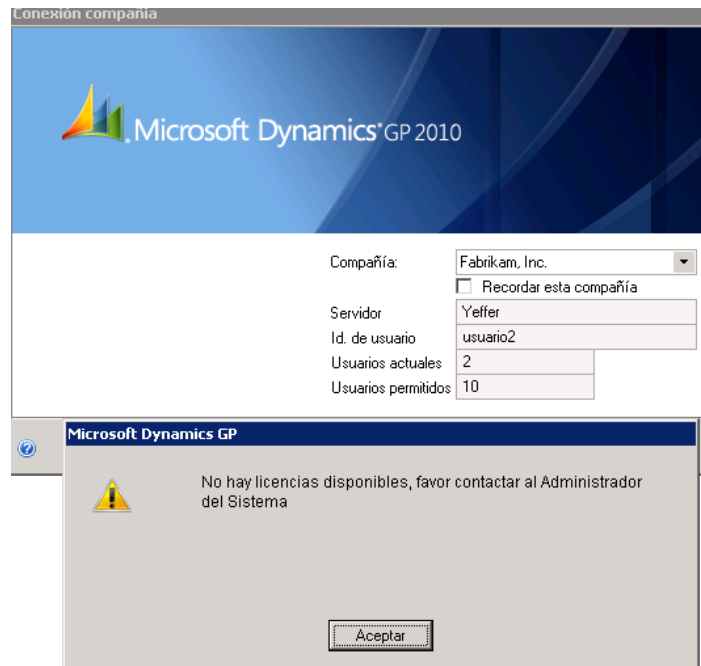 Conexión compañía
Microsoft Dynamics GP 2010
Compañía: Fabrikam, Inc.
Recordar esta compañía
Servidor Yeffer
Id. de usuario usuario2
Usuarios actuales 2
Usuarios permitidos 10
Microsoft Dynamics GP
No hay licencias disponibles, favor contactar al Administrador
del Sistema
Aceptar